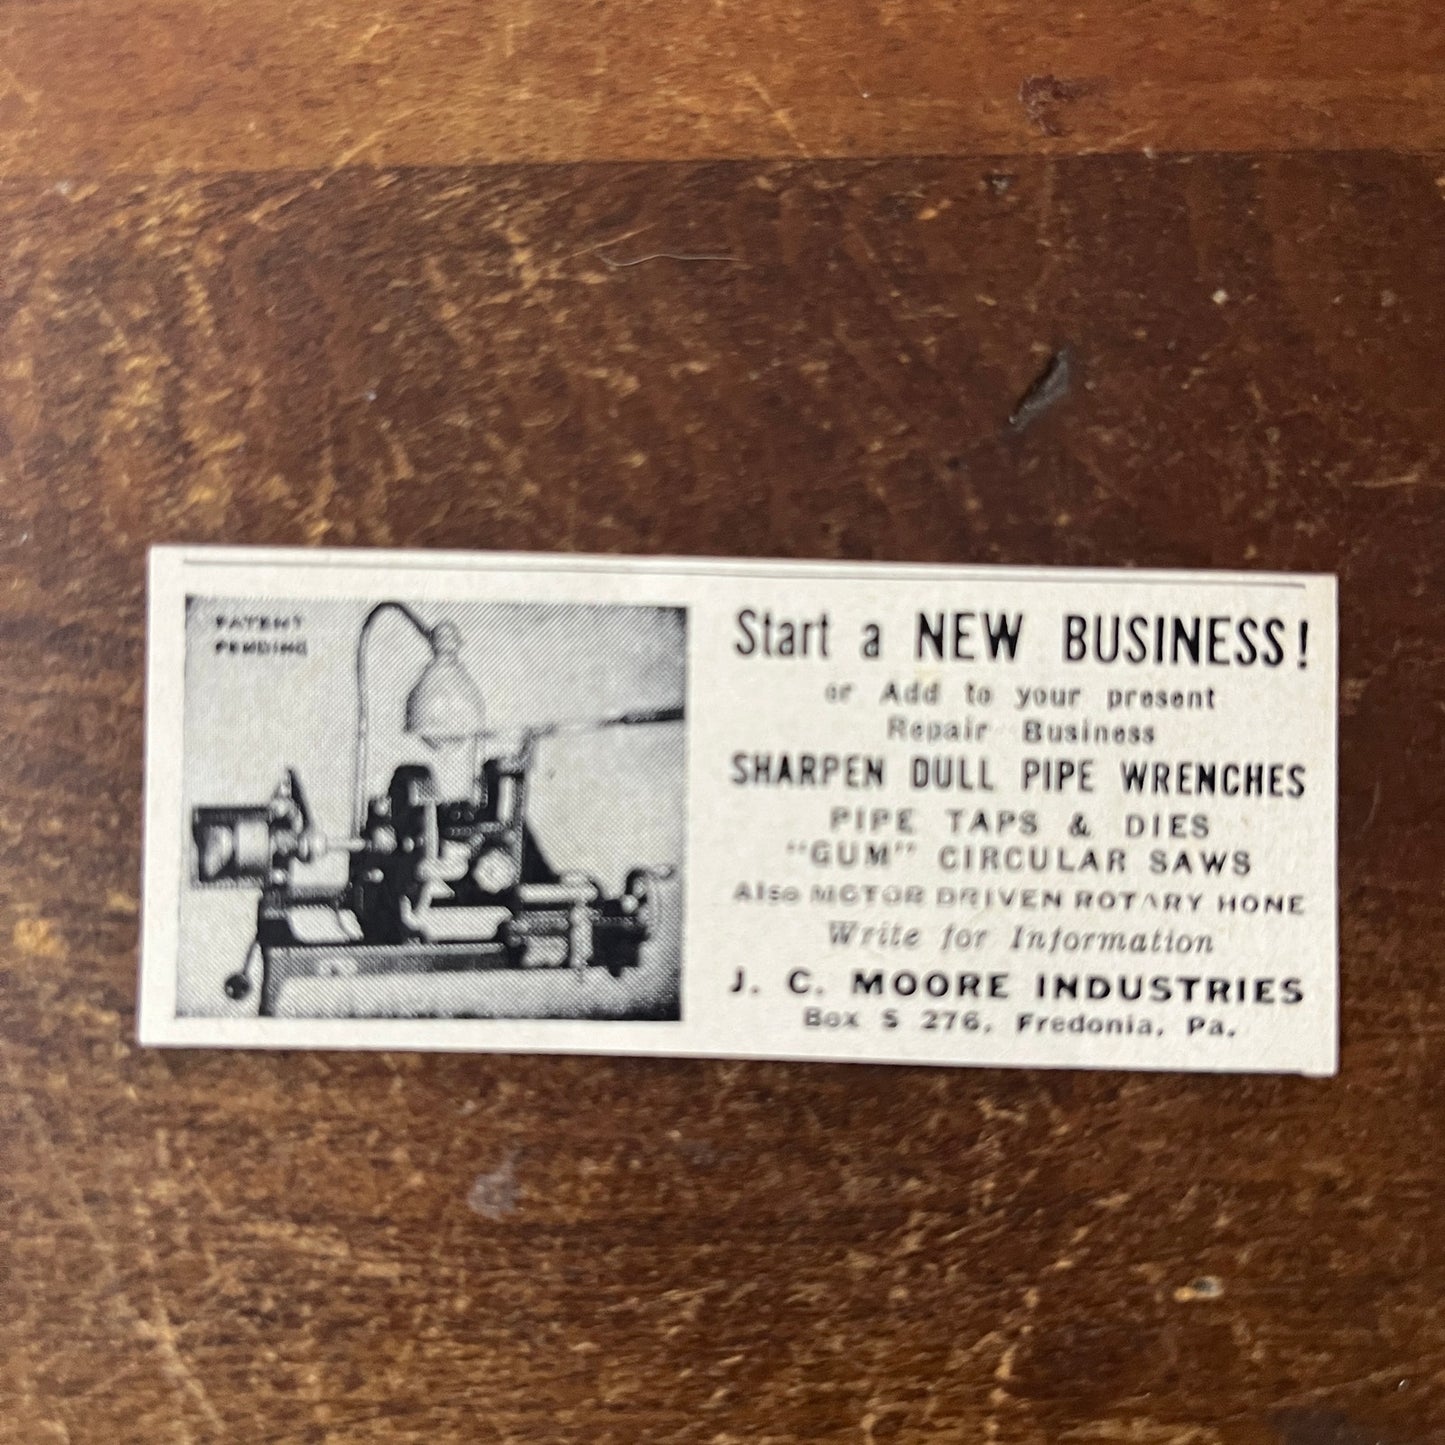 PATENT
PENDING
Start a NEW BUSINESS!
or Add to your present
Repair Business
SHARPEN DULL PIPE WRENCHES
PIPE TAPS & DIES
"GUM" CIRCULAR SAWS
Also MOTOR DRIVEN ROTARY HONE
Write for Information
J. C. MOORE INDUSTRIES
Box S 276, Fredonia, Pa.